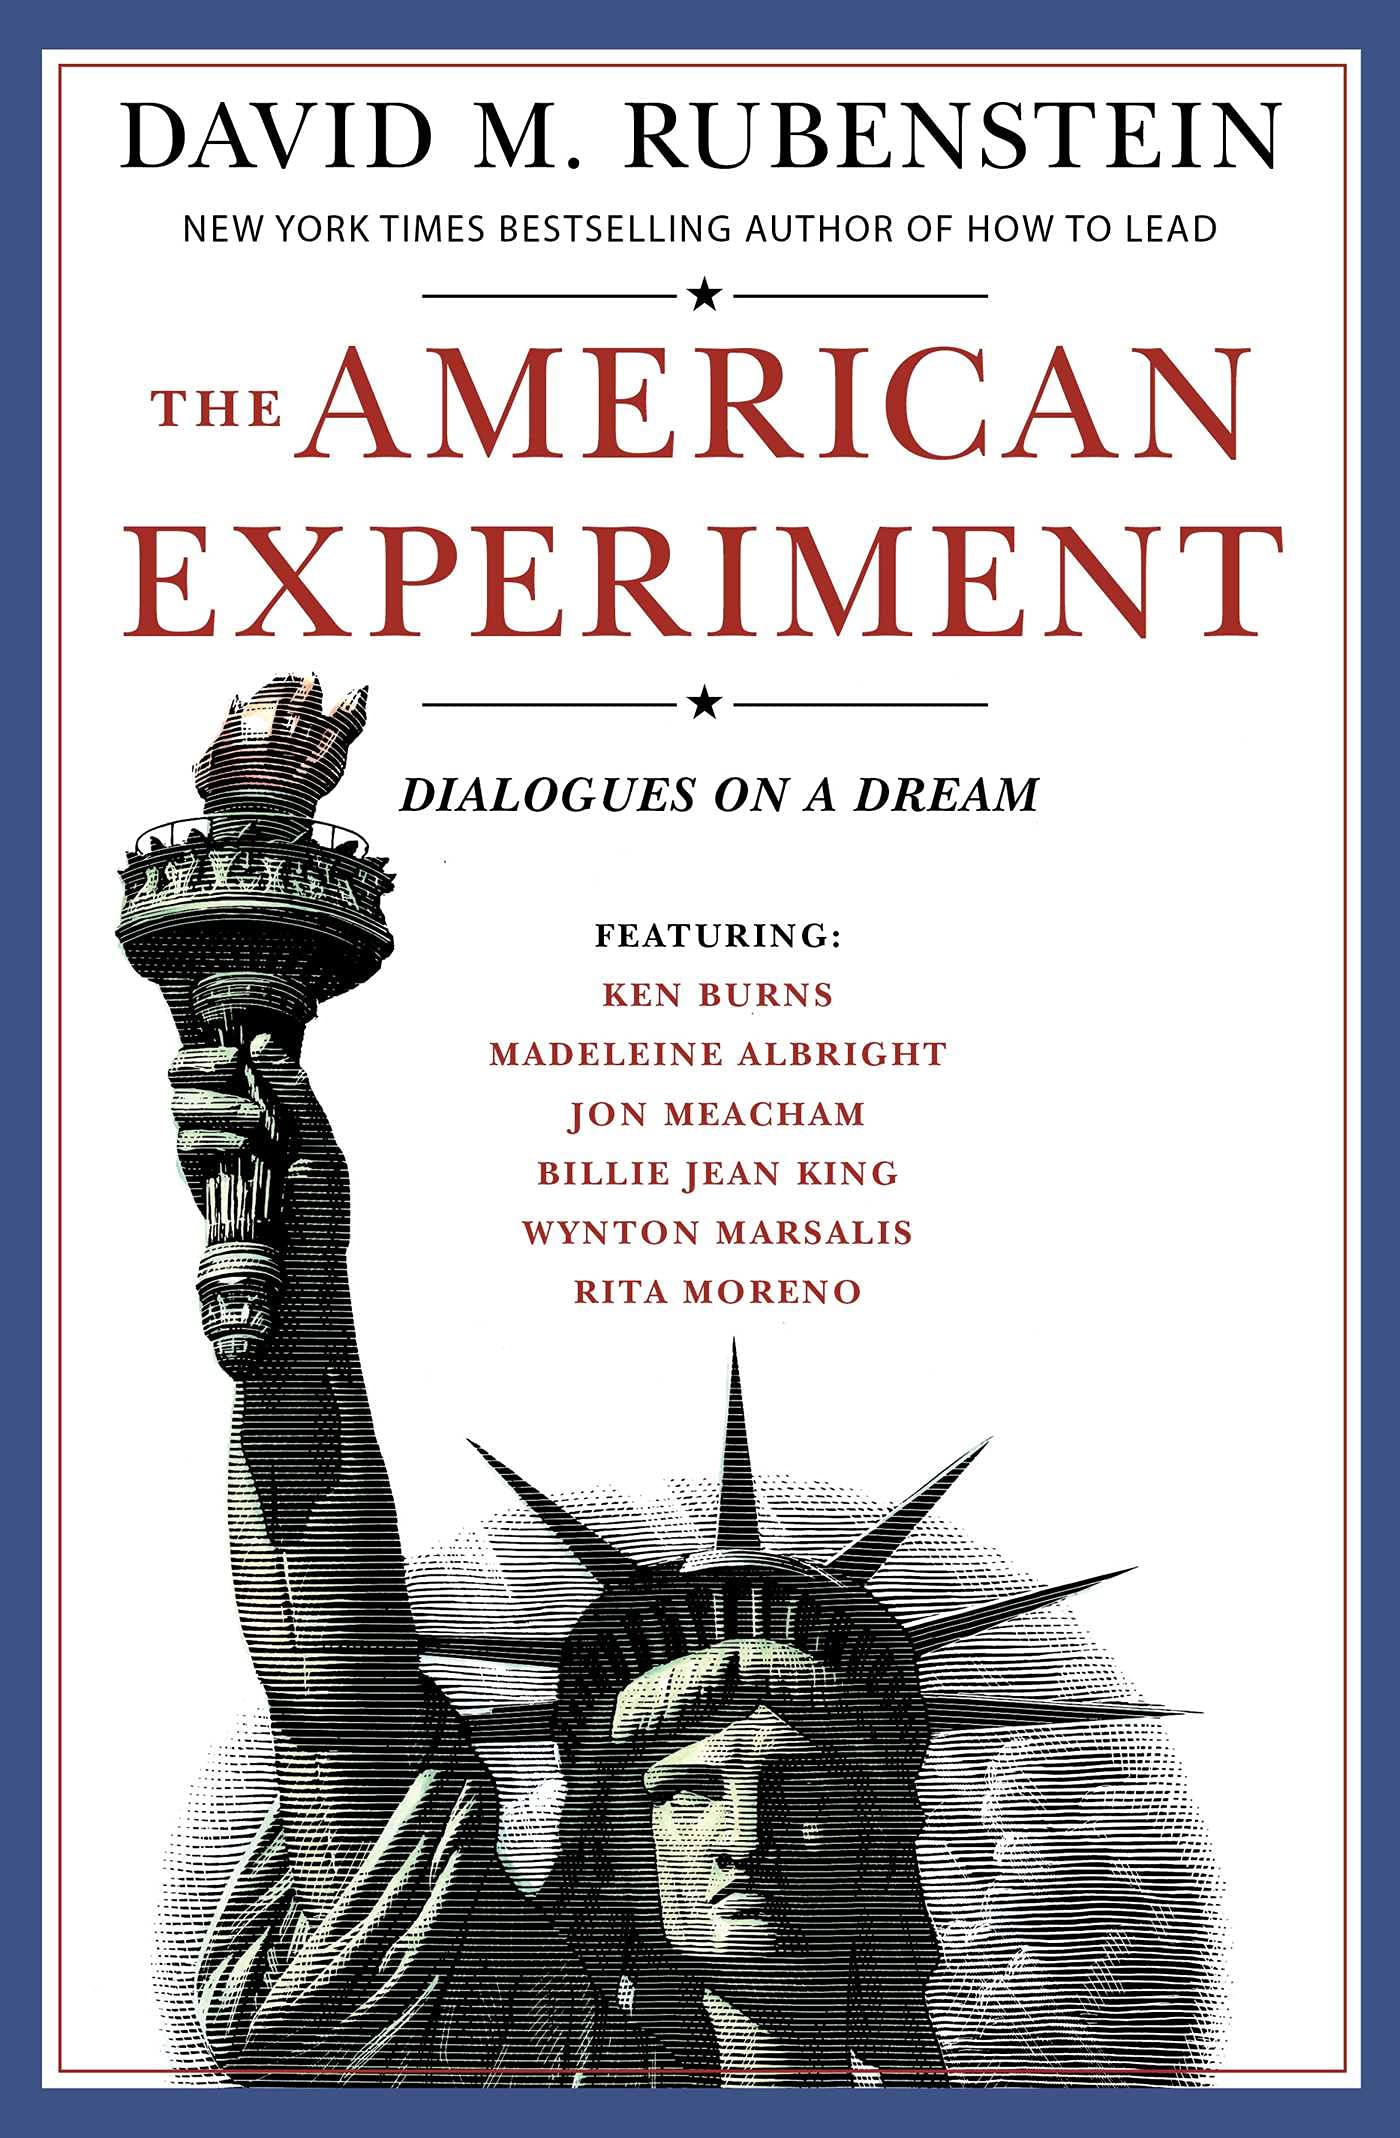 DAVID M. RUBENSTEIN
NEW YORK TIMES BESTSELLING AUTHOR OF HOW TO LEAD
THE AMERICAN
EXPERIMENT
DIALOGUES ON A DREAM
FEATURING:
KEN BURNS
MADELEINE ALBRIGHT
JON MEACHAM
BILLIE JEAN KING
WYNTON MARSALIS
RITA MORENO